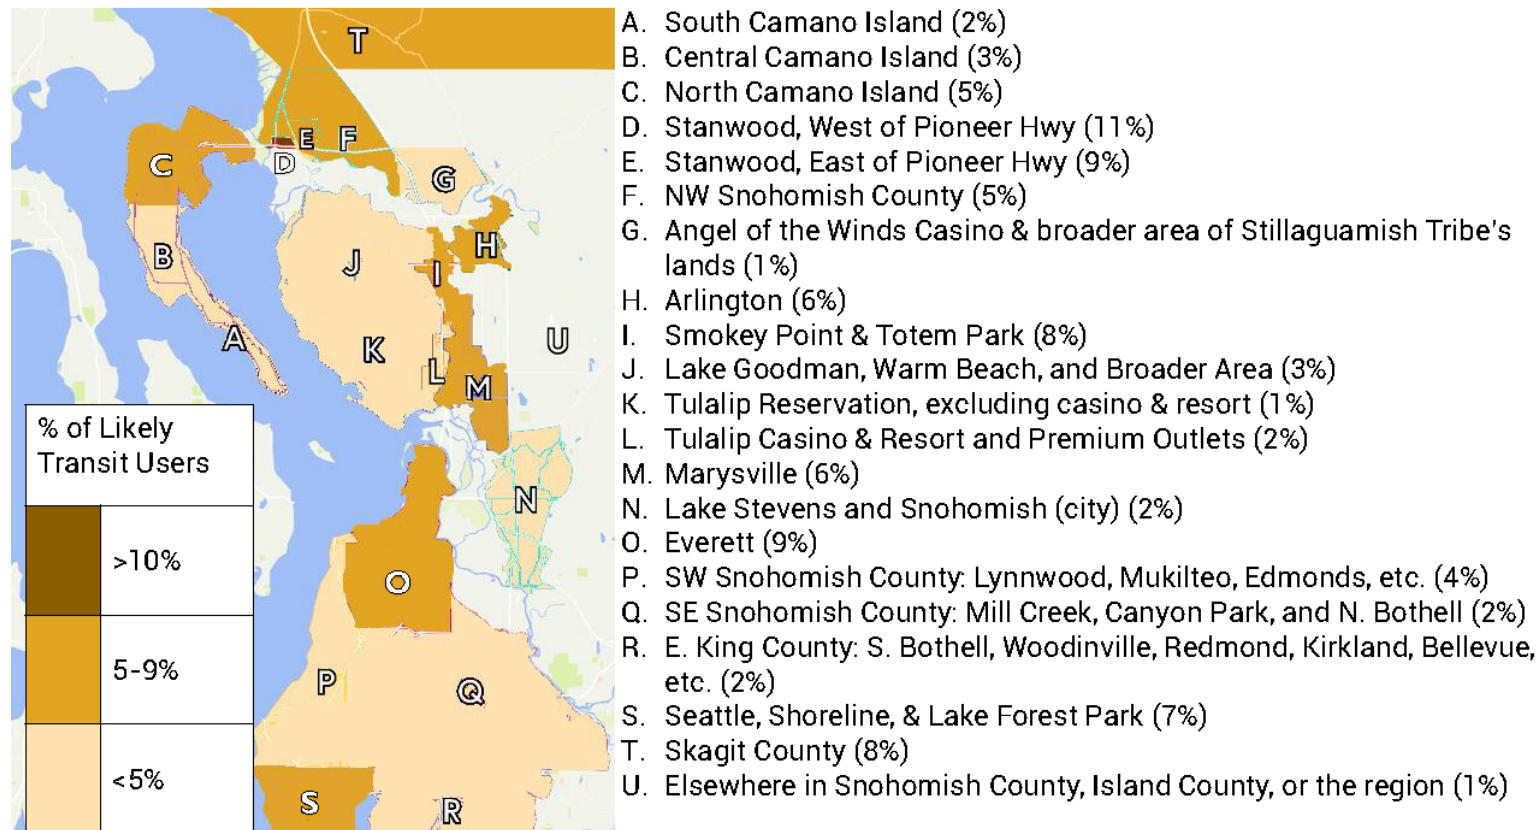 A. South Camano Island (2%)
B. Central Camano Island (3%)
C. North Camano Island (5%)
D. Stanwood, West of Pioneer Hwy (11%)
E. Stanwood, East of Pioneer Hwy (9%)
F. NW Snohomish County (5%)
G. Angel of the Winds Casino & broader area of Stillaguamish Tribe's
lands (1%)
H. Arlington (6%)
I. Smokey Point & Totem Park (8%)
J. Lake Goodman, Warm Beach, and Broader Area (3%)
K. Tulalip Reservation, excluding casino & resort (1%)
L. Tulalip Casino & Resort and Premium Outlets (2%)
M. Marysville (6%)
N. Lake Stevens and Snohomish (city) (2%)
O. Everett (9%)
P. SW Snohomish County: Lynnwood, Mukilteo, Edmonds, etc. (4%)
Q. SE Snohomish County: Mill Creek, Canyon Park, and N. Bothell (2%)
R. E. King County: S. Bothell, Woodinville, Redmond, Kirkland, Bellevue,
etc. (2%)
S. Seattle, Shoreline, & Lake Forest Park (7%)
T. Skagit County (8%)
U. Elsewhere in Snohomish County, Island County, or the region (1%)
T
E
F
D
C
G
B
H
J
I
A
U
K
L
M
N
O
P
Q
S
R
% of Likely
Transit Users
>10%
5-9%
<5%